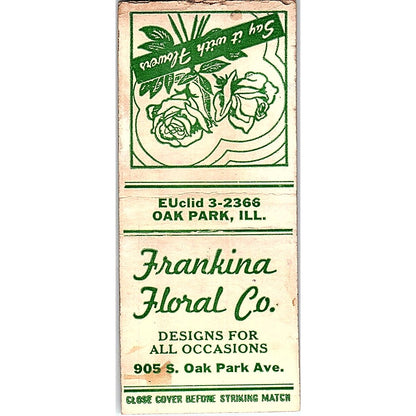 Say it with Flowers
EUclid 3-2366
OAK PARK, ILL.
Frankina
Floral Co.
DESIGNS FOR
ALL OCCASIONS
905 S. Oak Park Ave.
CLOSE COVER BEFORE STRIKING MATCH